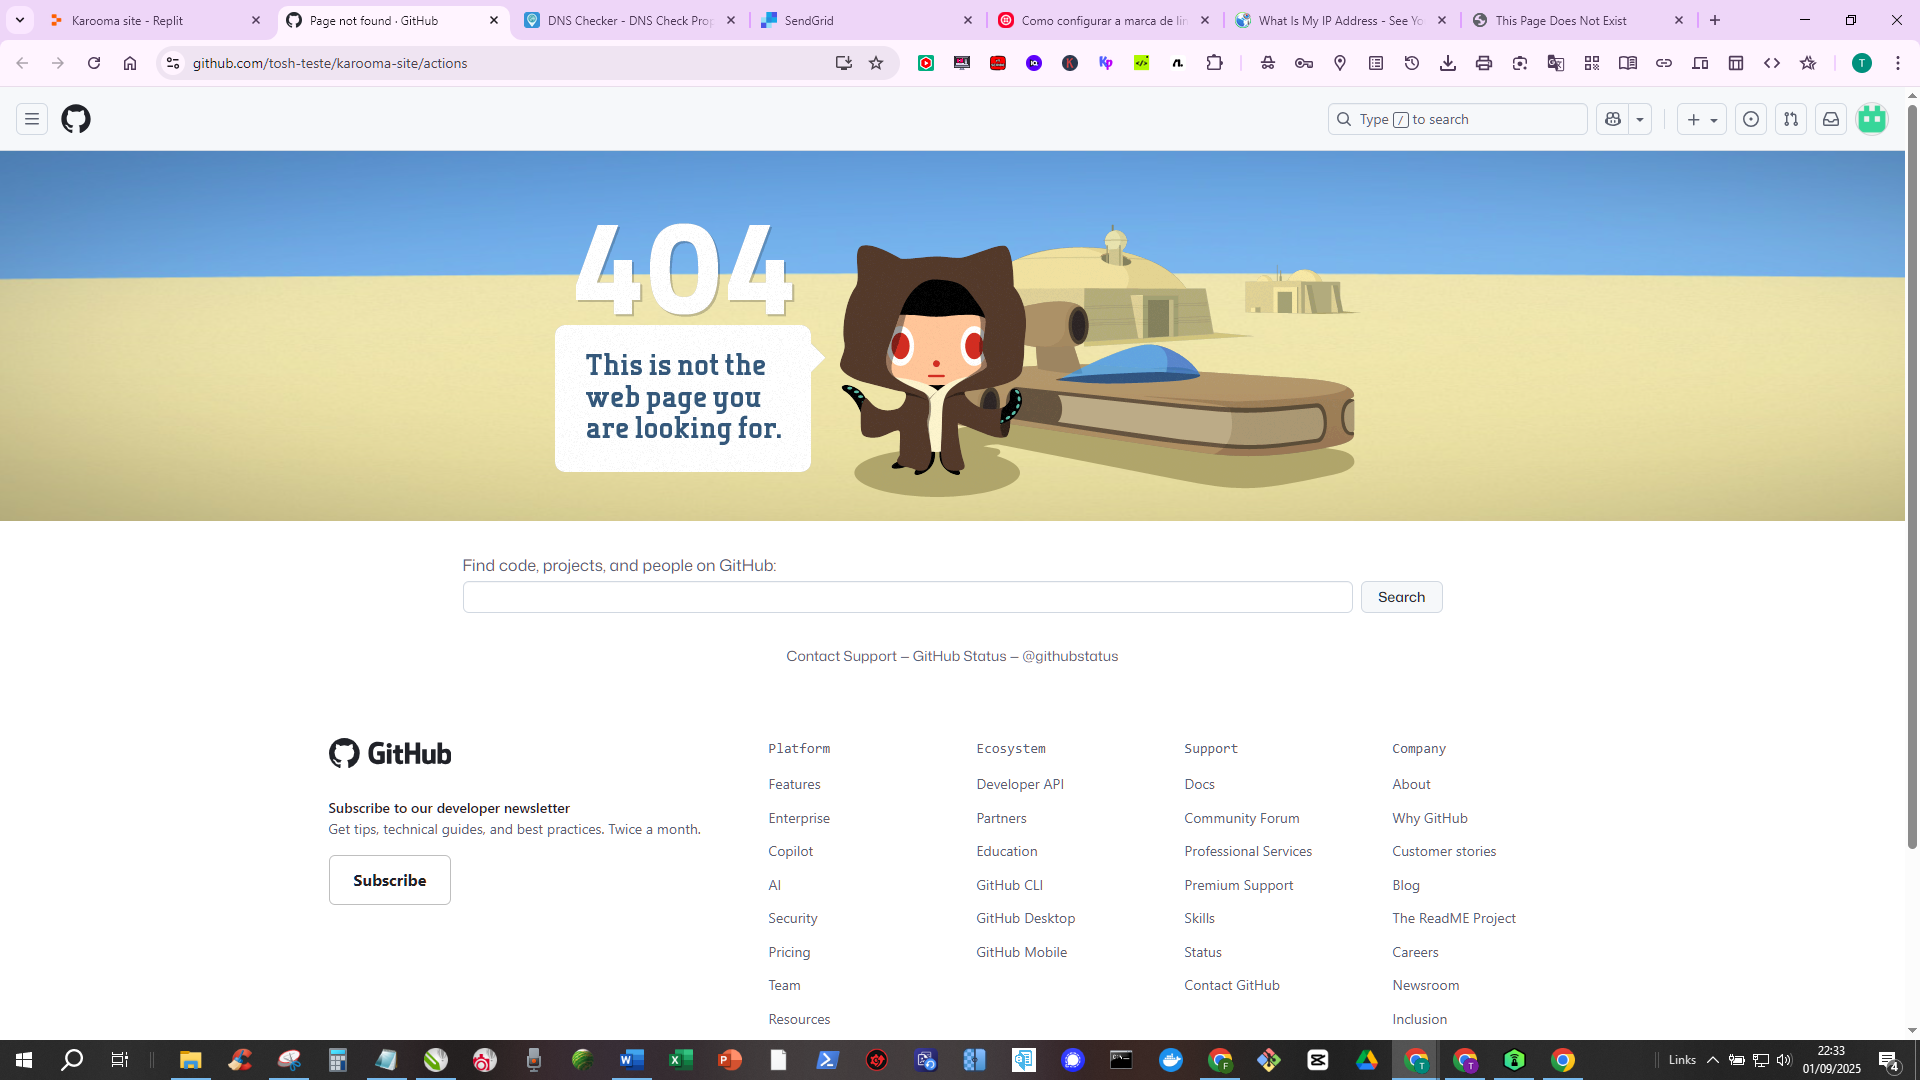 Karooma site - Replit
Page not found · GitHub
DNS Checker - DNS Check Prop
SendGrid
Como configurar a marca de lin
What Is My IP Address - See Yo
This Page Does Not Exist
github.com/tosh-teste/karooma-site/actions
T
Type / to search
404
This is not the
web page you
are looking for.
Find code, projects, and people on GitHub:
Search
Contact Support — GitHub Status — @githubstatus
GitHub
Subscribe to our developer newsletter
Get tips, technical guides, and best practices. Twice a month.
Subscribe
Platform
Features
Enterprise
Copilot
AI
Security
Pricing
Team
Resources
Ecosystem
Developer API
Partners
Education
GitHub CLI
GitHub Desktop
GitHub Mobile
Support
Docs
Community Forum
Professional Services
Premium Support
Skills
Status
Contact GitHub
Company
About
Why GitHub
Customer stories
Blog
The ReadME Project
Careers
Newsroom
Inclusion
Links
22:33
01/09/2025
4